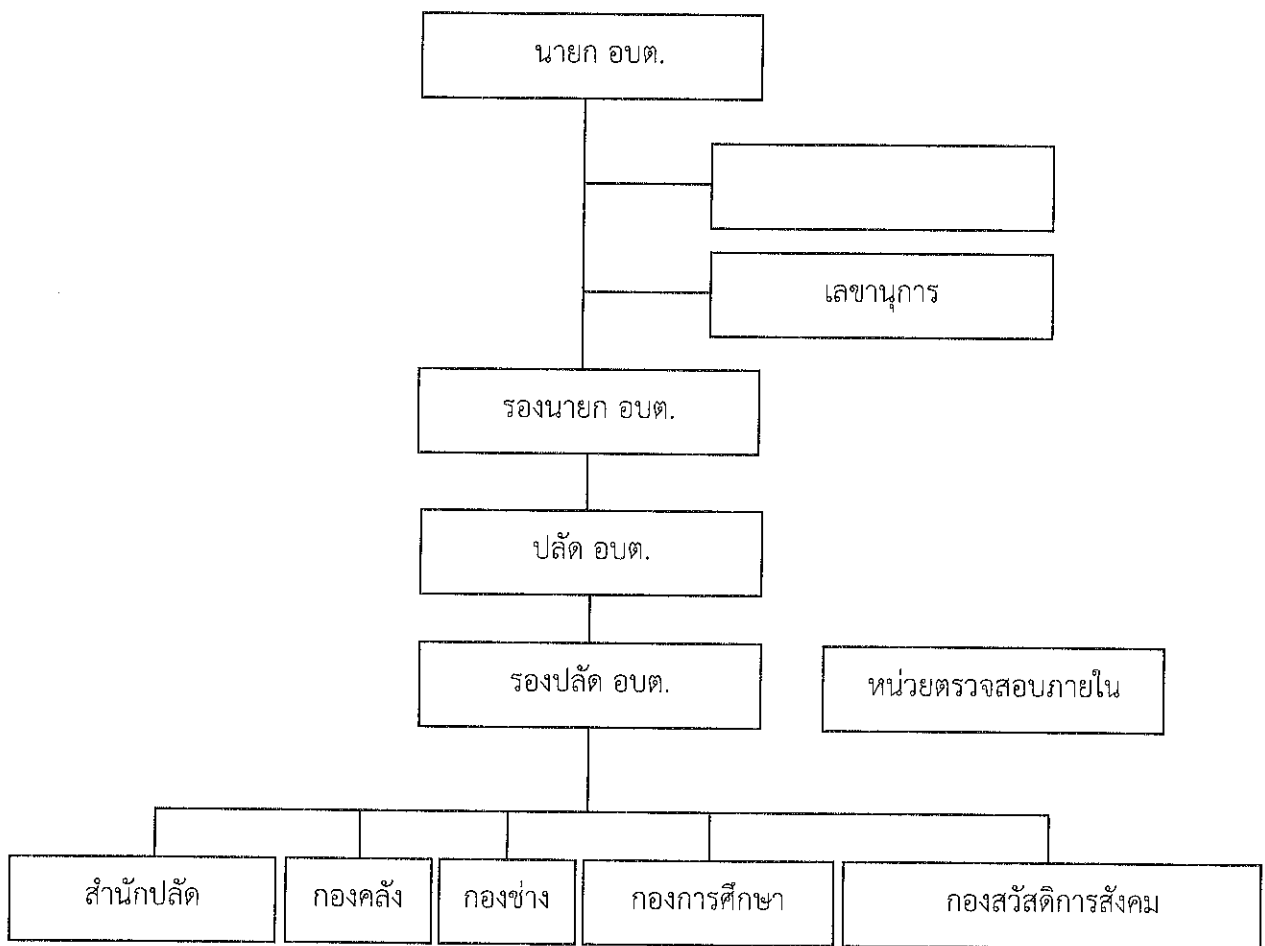 นายก อบต.
เลขานุการ
รองนายก อบต.
ปลัด อบต.
รองปลัด อบต.
หน่วยตรวจสอบภายใน
สำนักปลัด
กองคลัง
กองช่าง
กองการศึกษา
กองสวัสดิการสังคม